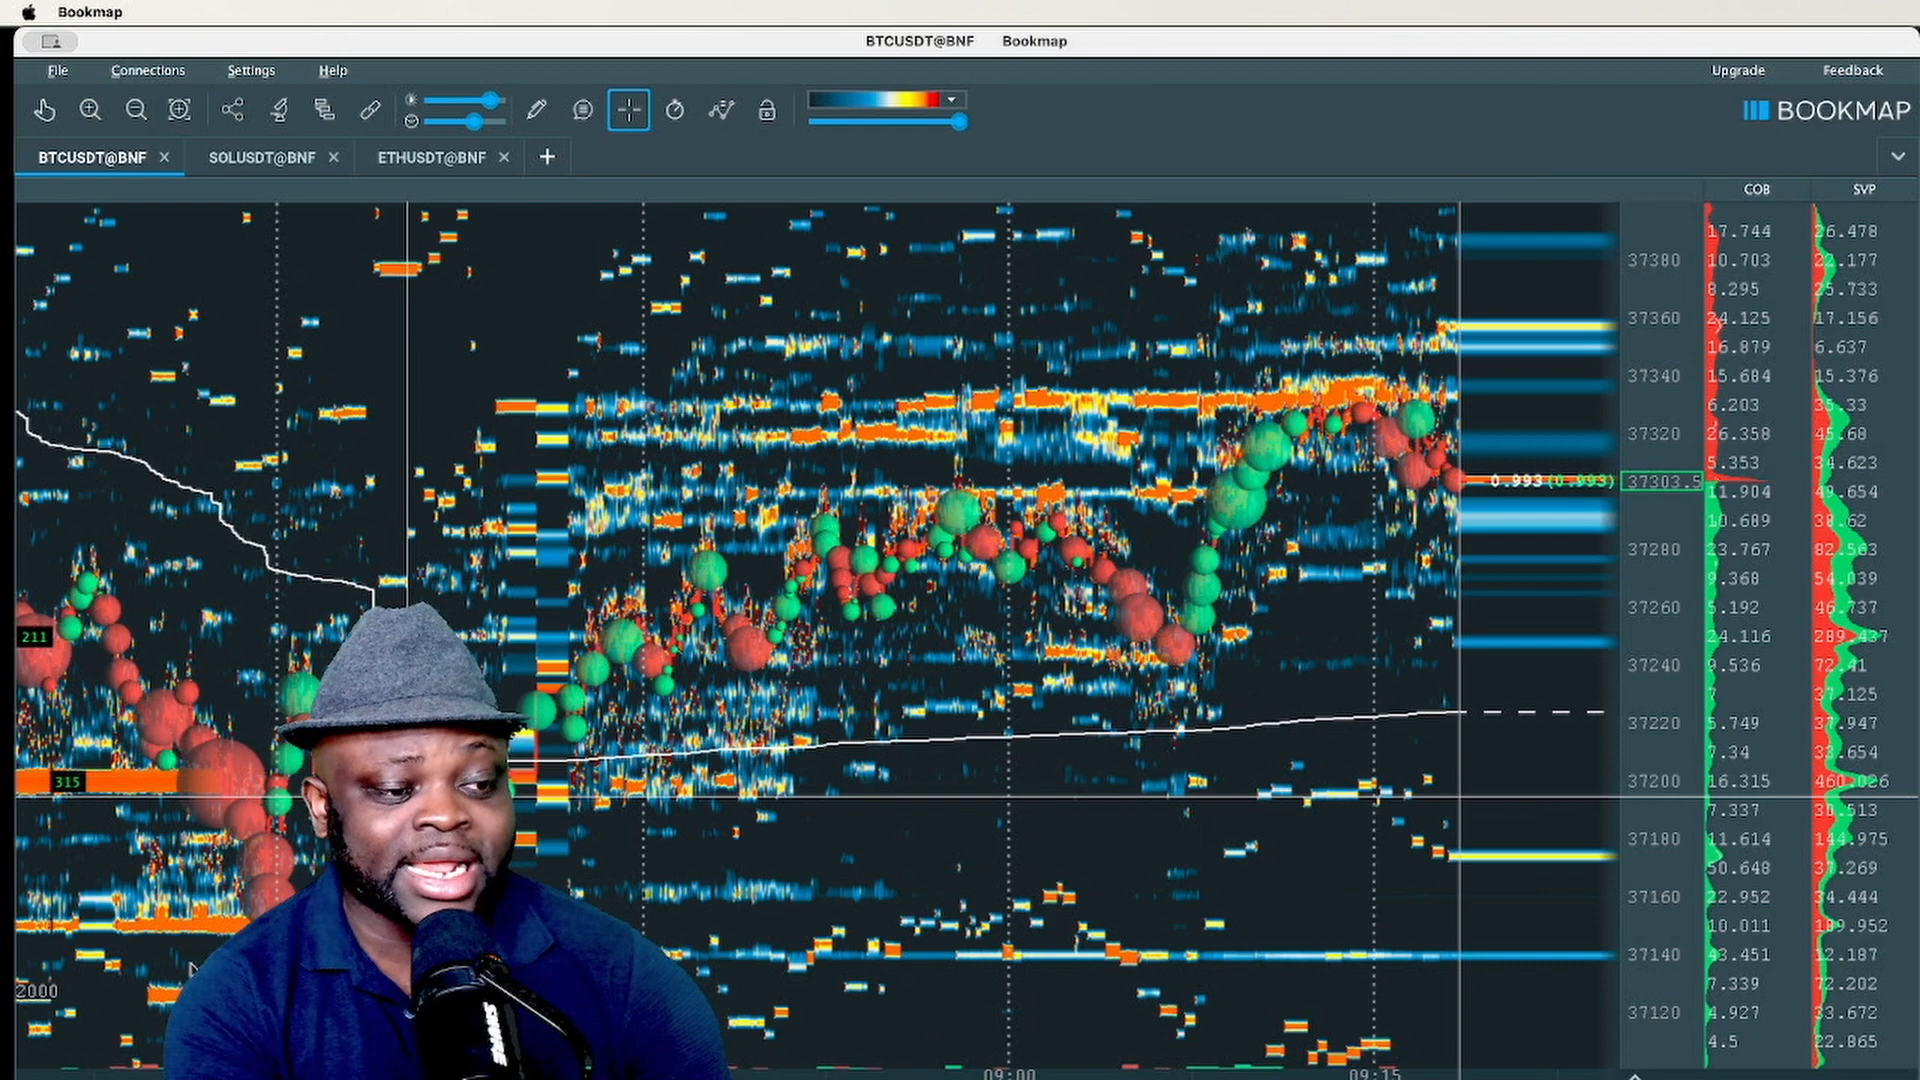 Bookmap
BTCUSDT@BNF Bookmap
File Connections Settings Help Upgrade Feedback
BOOKMAP
BTCUSDT@BNF SOLUSDT@BNF ETHUSDT@BNF
COB SVP
17.744 26.478
37380 10.703 22.177
8.295 25.733
37360 24.125 17.156
16.879 6.637
37340 15.684 15.376
6.203 35.33
37320 26.358 45.68
5.353 34.623
0.993(0.993) 37303.5
11.904 49.654
10.689 38.62
37280 23.767 82.563
9.368 54.039
37260 5.192 46.737
211 24.116 289.437
37240 9.536 72.41
7 37.125
37220 5.749 37.947
7.34 33.654
315 37200 16.315 460.026
7.337 30.513
37180 11.614 144.975
50.648 37.269
37160 22.952 34.444
10.011 189.952
37140 43.451 12.187
2000 7.339 72.202
37120 4.927 33.672
4.5 22.865
SHURE
09:00 09:15